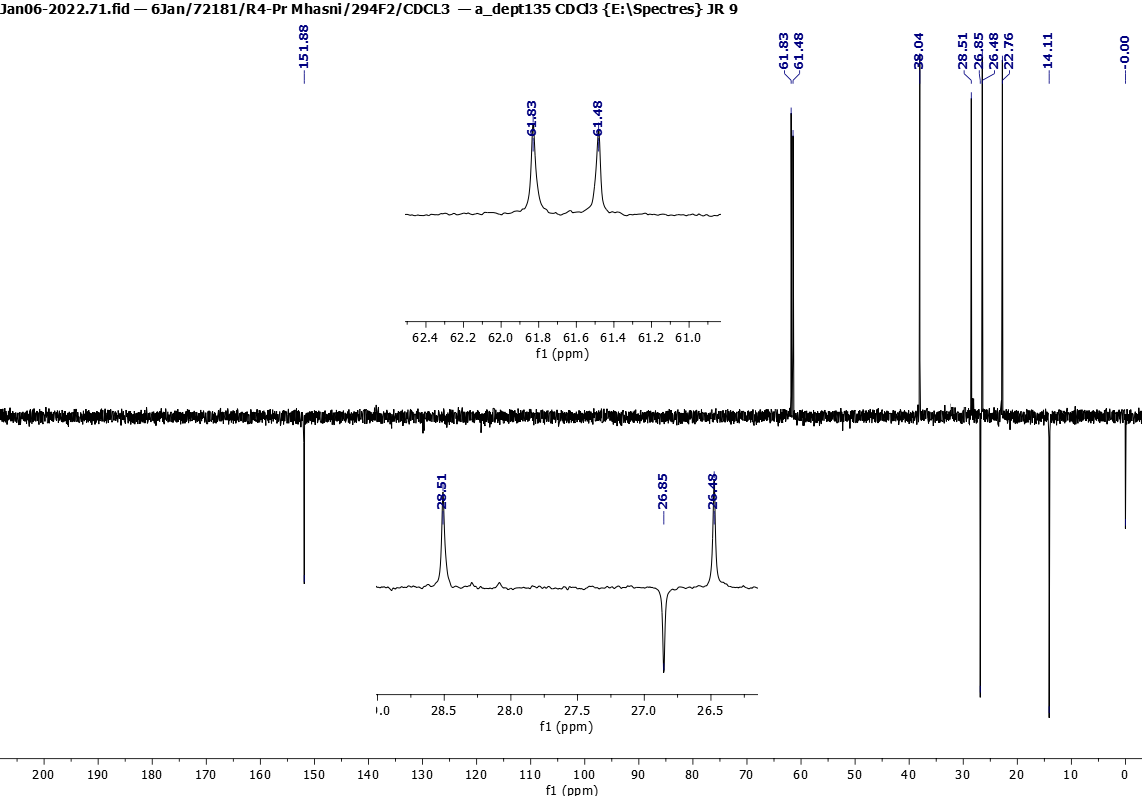 Jan06-2022.71.fid — 6Jan/72181/R4-Pr Mhasni/294F2/CDCL3 — a_dept135 CDCl3 {E:\Spectres} JR 9
151.88
61.83
61.48
38.04
28.51
26.85
26.48
22.76
14.11
-0.00
61.83
61.48
62.4 62.2 62.0 61.8 61.6 61.4 61.2 61.0
f1 (ppm)
28.51
26.85
26.48
.0 28.5 28.0 27.5 27.0 26.5
f1 (ppm)
200 190 180 170 160 150 140 130 120 110 100 90 80 70 60 50 40 30 20 10 0
f1 (ppm)